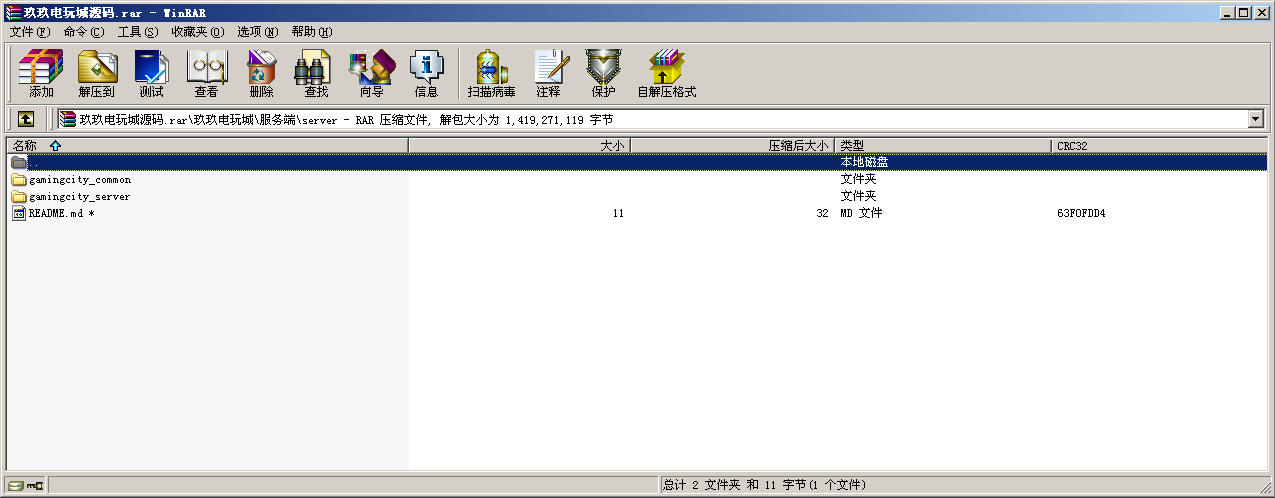 玖玖电玩城源码.rar - WinRAR
文件(F) 命令(C) 工具(S) 收藏夹(O) 选项(N) 帮助(H)
添加 解压到 测试 查看 删除 查找 向导 信息 扫描病毒 注释 保护 自解压格式
玖玖电玩城源码.rar\玖玖电玩城\服务端\server - RAR 压缩文件, 解包大小为 1,419,271,119 字节
名称 大小 压缩后大小 类型 CRC32
.. 本地磁盘
gamingcity_common 文件夹
gamingcity_server 文件夹
README.md * 11 32 MD 文件 63F0FDD4
总计 2 文件夹 和 11 字节(1 个文件)